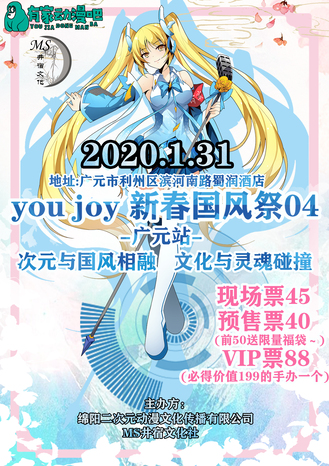 有家动漫吧
YOU JIA DONG MAN BA
MS
井宿文化
2020.1.31
地址:广元市利州区滨河南路蜀润酒店
you joy 新春国风祭04
-广元站-
次元与国风相融 文化与灵魂碰撞
现场票45
预售票40
(前50送限量福袋~)
VIP票88
(必得价值199的手办一个)
主办方:
绵阳二次元动漫文化传播有限公司
MS井宿文化社